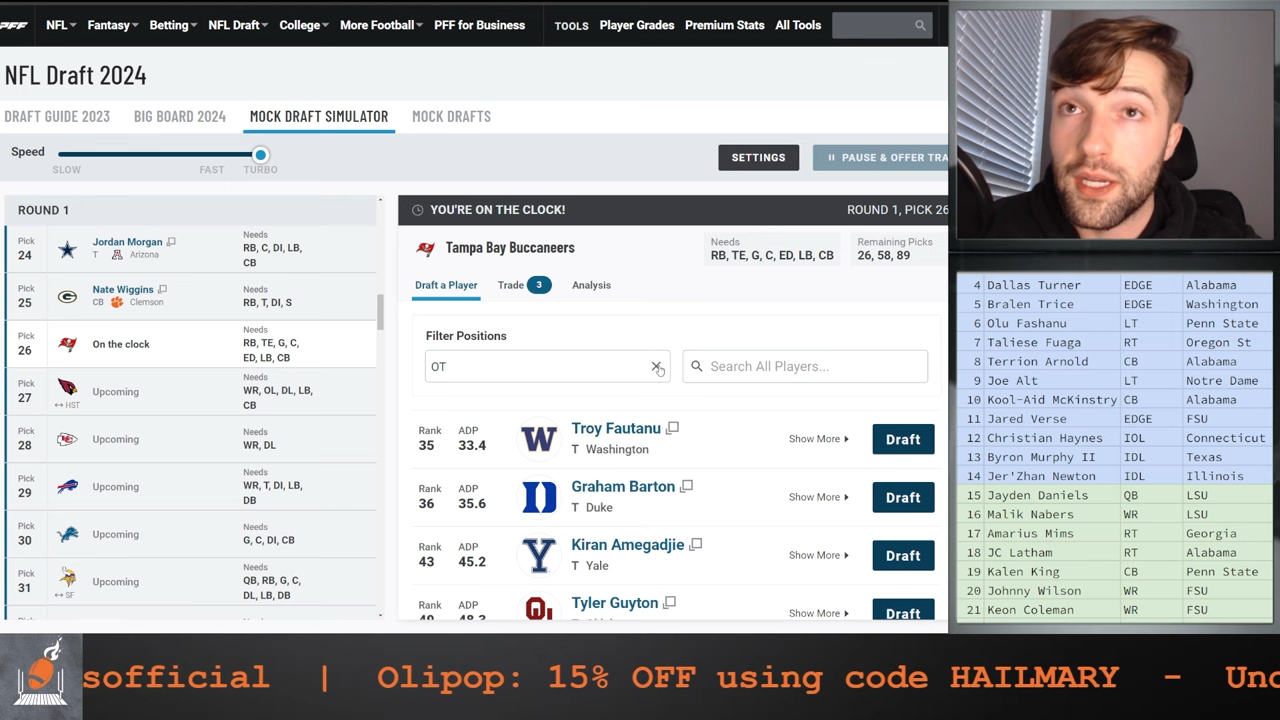 PFF
NFL Fantasy Betting NFL Draft College More Football PFF for Business TOOLS Player Grades Premium Stats All Tools
NFL Draft 2024
DRAFT GUIDE 2023 BIG BOARD 2024 MOCK DRAFT SIMULATOR MOCK DRAFTS
Speed
SLOW FAST TURBO
SETTINGS
PAUSE & OFFER TRA
ROUND 1
Pick 24
Jordan Morgan
T Arizona
Needs
RB, C, DI, LB,
CB
Pick 25
Nate Wiggins
CB Clemson
Needs
RB, T, DI, S
Pick 26
On the clock
Needs
RB, TE, G, C,
ED, LB, CB
Pick 27
HST
Upcoming
Needs
WR, OL, DL, LB,
CB
Pick 28
Upcoming
Needs
WR, DL
Pick 29
Upcoming
Needs
WR, T, DI, LB,
DB
Pick 30
Upcoming
Needs
G, C, DI, CB
Pick 31
SF
Upcoming
Needs
QB, RB, G, C,
DL, LB, DB
YOU'RE ON THE CLOCK!
ROUND 1, PICK 26
Tampa Bay Buccaneers
Needs
RB, TE, G, C, ED, LB, CB
Remaining Picks
26, 58, 89
Draft a Player Trade 3 Analysis
Filter Positions
OT
Search All Players...
Rank 35 ADP 33.4
Troy Fautanu
T Washington
Show More Draft
Rank 36 ADP 35.6
Graham Barton
T Duke
Show More Draft
Rank 43 ADP 45.2
Kiran Amegadjie
T Yale
Show More Draft
Rank ADP
Tyler Guyton
Show More Draft
4 Dallas Turner EDGE Alabama
5 Bralen Trice EDGE Washington
6 Olu Fashanu LT Penn State
7 Taliese Fuaga RT Oregon St
8 Terrion Arnold CB Alabama
9 Joe Alt LT Notre Dame
10 Kool-Aid McKinstry CB Alabama
11 Jared Verse EDGE FSU
12 Christian Haynes IOL Connecticut
13 Byron Murphy II IDL Texas
14 Jer'Zhan Newton IDL Illinois
15 Jayden Daniels QB LSU
16 Malik Nabers WR LSU
17 Amarius Mims RT Georgia
18 JC Latham RT Alabama
19 Kalen King CB Penn State
20 Johnny Wilson WR FSU
21 Keon Coleman WR FSU
sofficial | Olipop: 15% OFF using code HAILMARY - Unc